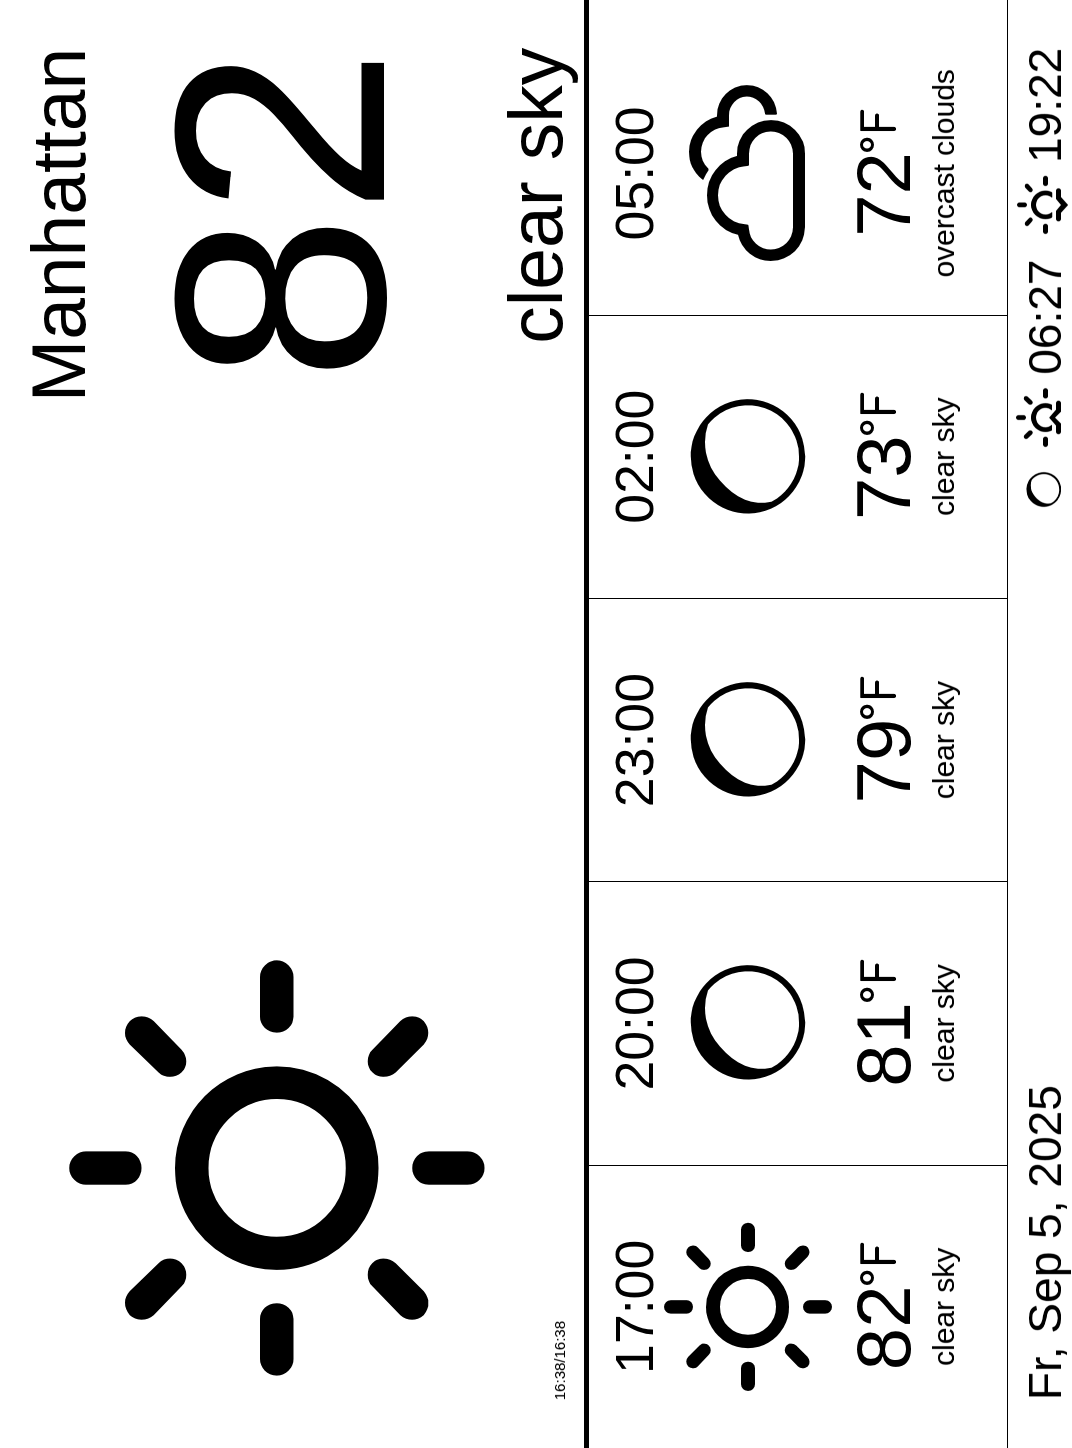 Manhattan
82
clear sky
16:38/16:38
17:00
82°F
clear sky
20:00
81°F
clear sky
23:00
79°F
clear sky
02:00
73°F
clear sky
05:00
72°F
overcast clouds
Fr, Sep 5, 2025
06:27 19:22